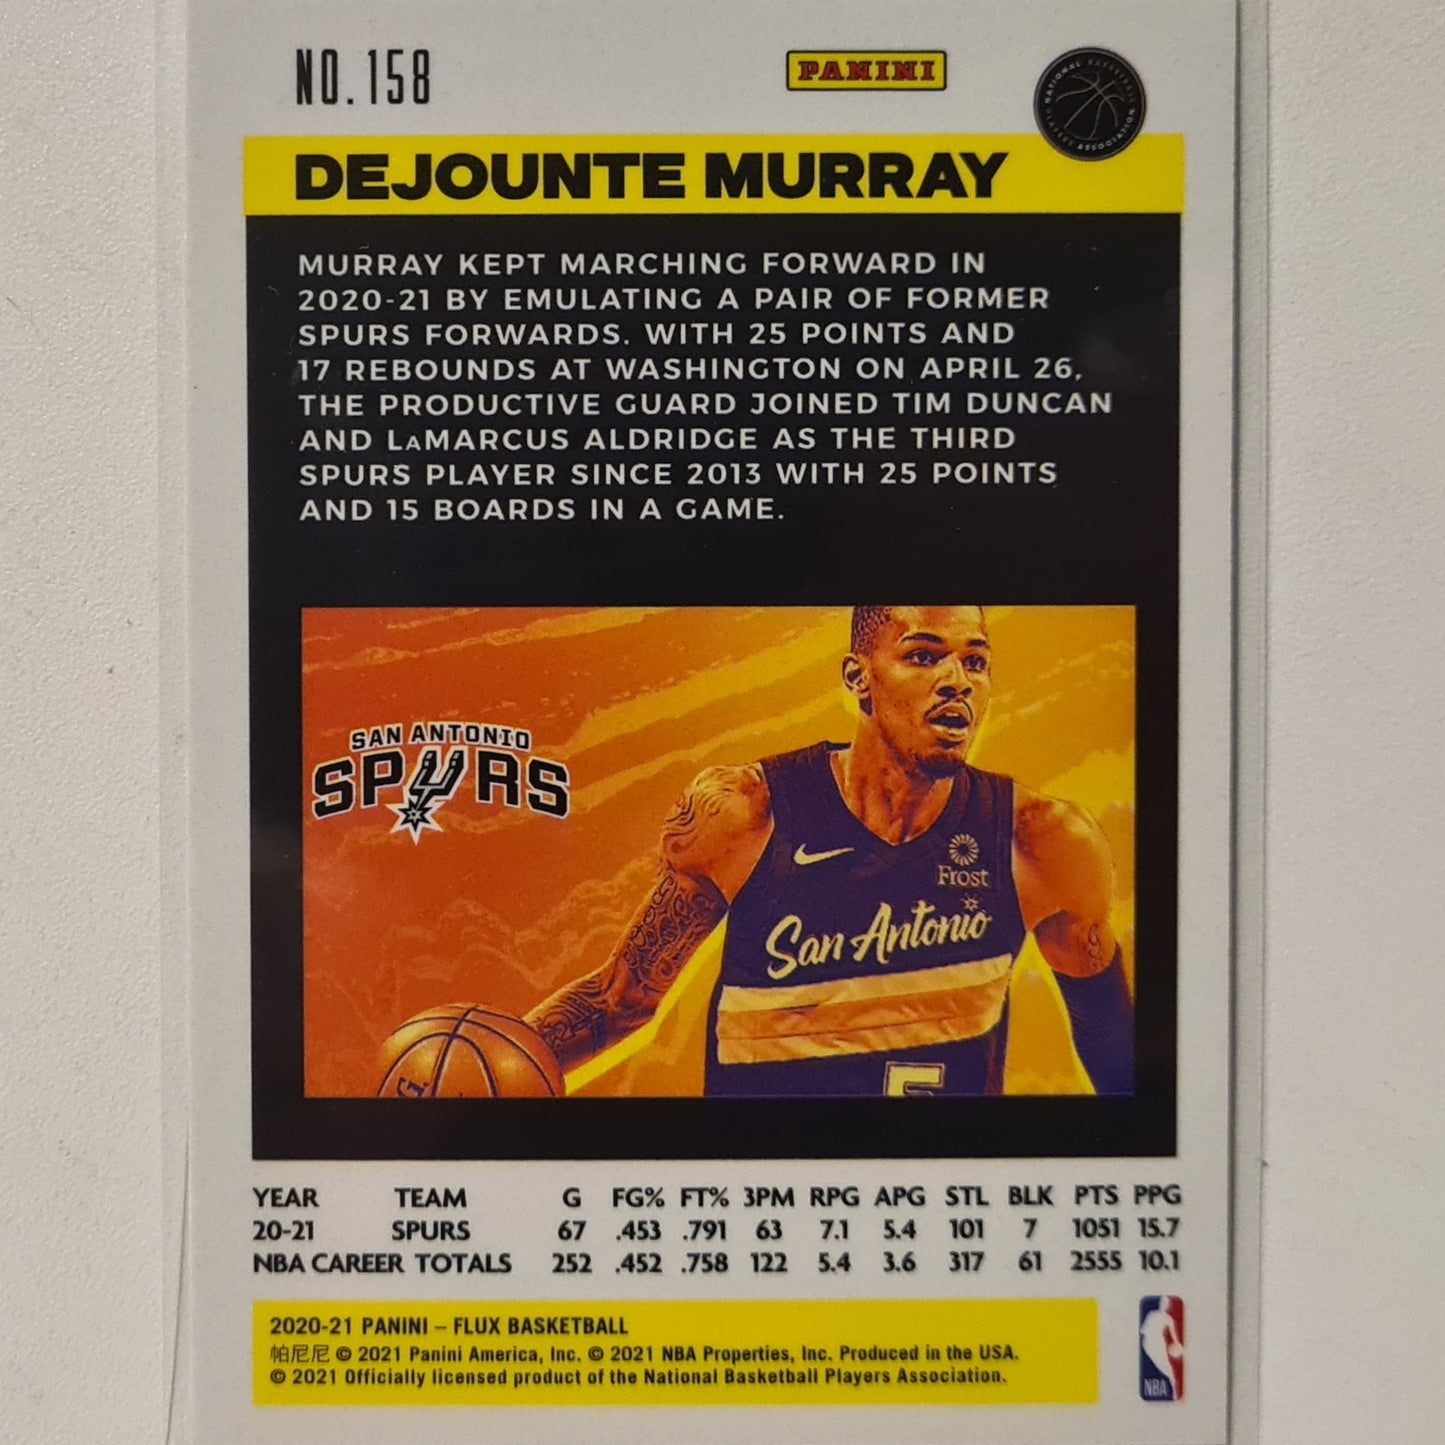 NO.158
PANINI
NATIONAL BASKETBALL PLAYERS ASSOCIATION
DEJOUNTE MURRAY
MURRAY KEPT MARCHING FORWARD IN
2020-21 BY EMULATING A PAIR OF FORMER
SPURS FORWARDS. WITH 25 POINTS AND
17 REBOUNDS AT WASHINGTON ON APRIL 26,
THE PRODUCTIVE GUARD JOINED TIM DUNCAN
AND LaMARCUS ALDRIDGE AS THE THIRD
SPURS PLAYER SINCE 2013 WITH 25 POINTS
AND 15 BOARDS IN A GAME.
SAN ANTONIO
SPURS
Frost
San Antonio
5
YEAR TEAM G FG% FT% 3PM RPG APG STL BLK PTS PPG
20-21 SPURS 67 .453 .791 63 7.1 5.4 101 7 1051 15.7
NBA CAREER TOTALS 252 .452 .758 122 5.4 3.6 317 61 2555 10.1
2020-21 PANINI – FLUX BASKETBALL
帕尼尼 © 2021 Panini America, Inc. © 2021 NBA Properties, Inc. Produced in the USA.
© 2021 Officially licensed product of the National Basketball Players Association.
NBA